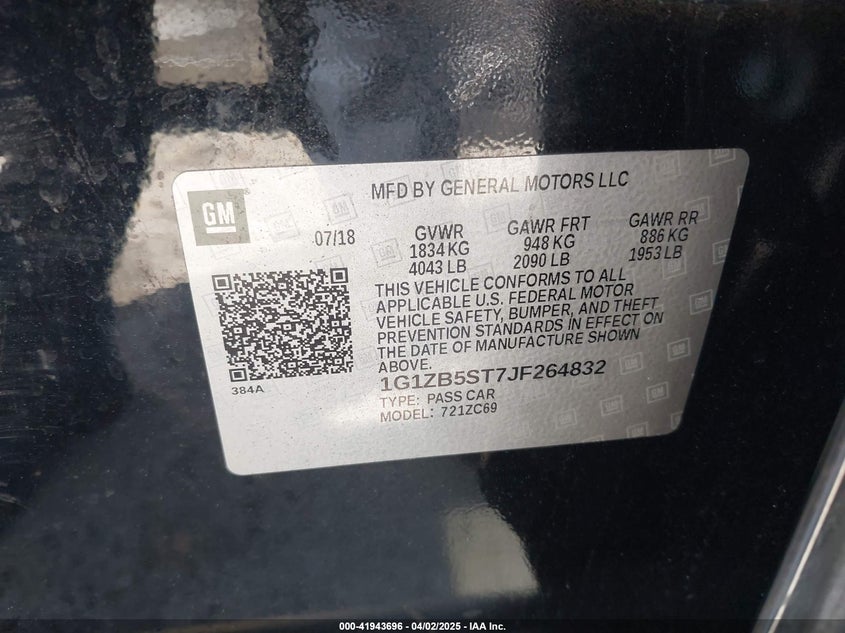 GM
MFD BY GENERAL MOTORS LLC
07/18
GVWR
1834 KG
4043 LB
GAWR FRT
948 KG
2090 LB
GAWR RR
886 KG
1953 LB
THIS VEHICLE CONFORMS TO ALL
APPLICABLE U.S. FEDERAL MOTOR
VEHICLE SAFETY, BUMPER, AND THEFT
PREVENTION STANDARDS IN EFFECT ON
THE DATE OF MANUFACTURE SHOWN
ABOVE.
384A
1G1ZB5ST7JF264832
TYPE: PASS CAR
MODEL: 721ZC69
000-41943696 - 04/02/2025 - IAA Inc.